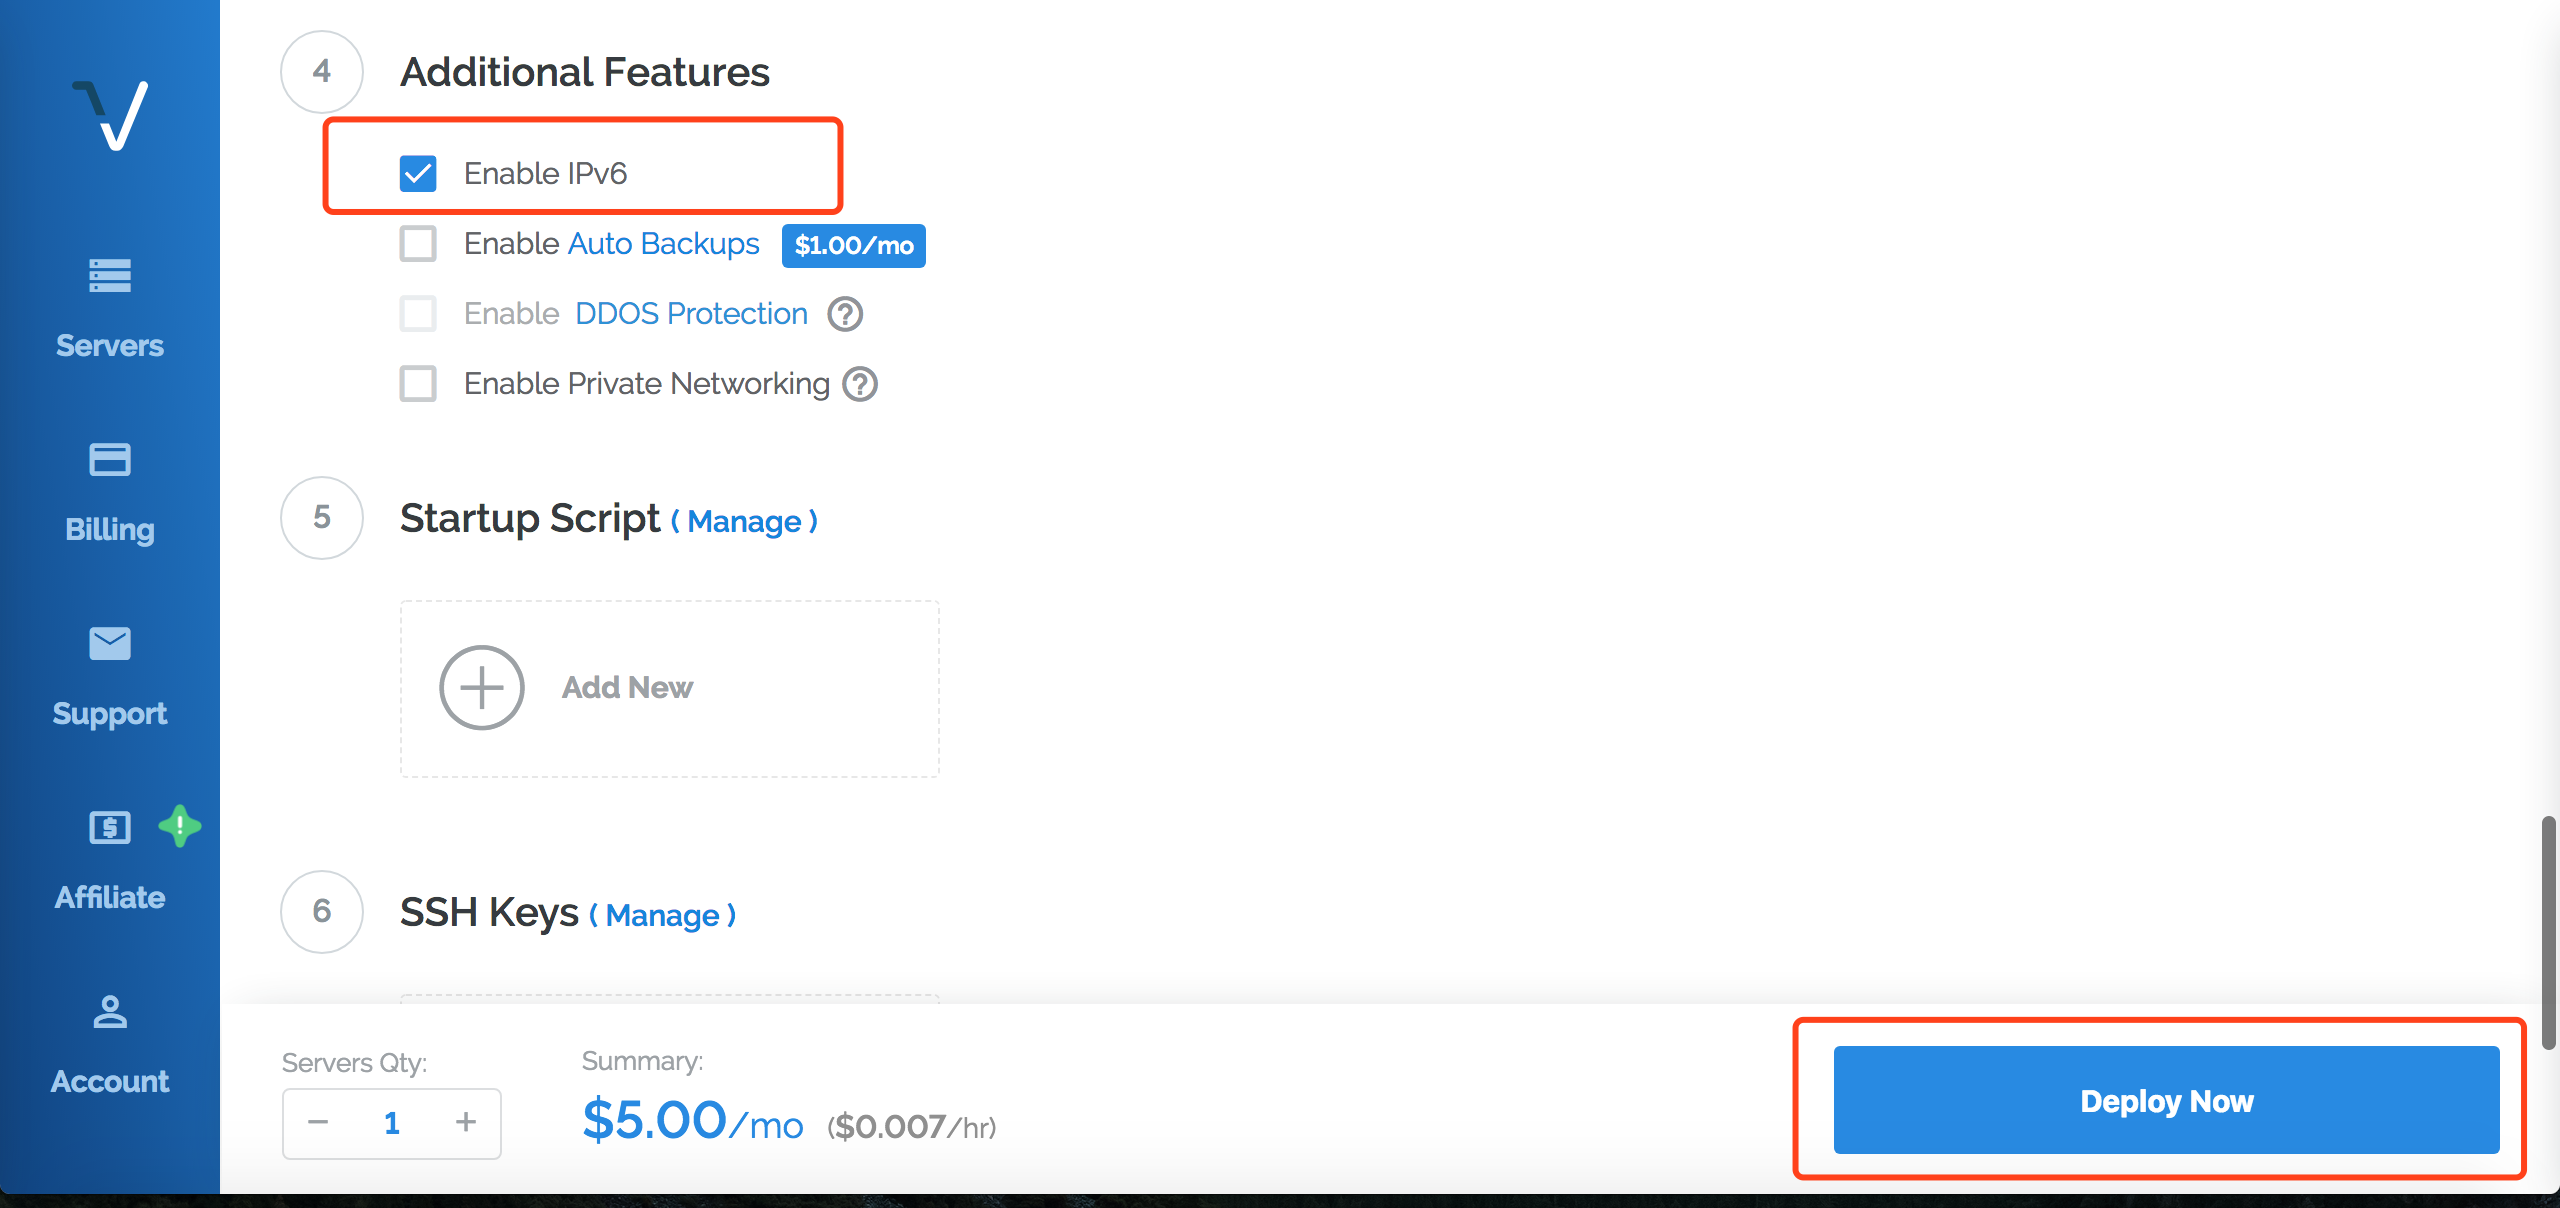 Servers
Billing
Support
Affiliate
Account
4 Additional Features
Enable IPv6
Enable Auto Backups $1.00/mo
Enable DDOS Protection ?
Enable Private Networking ?
5 Startup Script ( Manage )
Add New
6 SSH Keys ( Manage )
Servers Qty:
− 1 +
Summary:
$5.00/mo ($0.007/hr)
Deploy Now